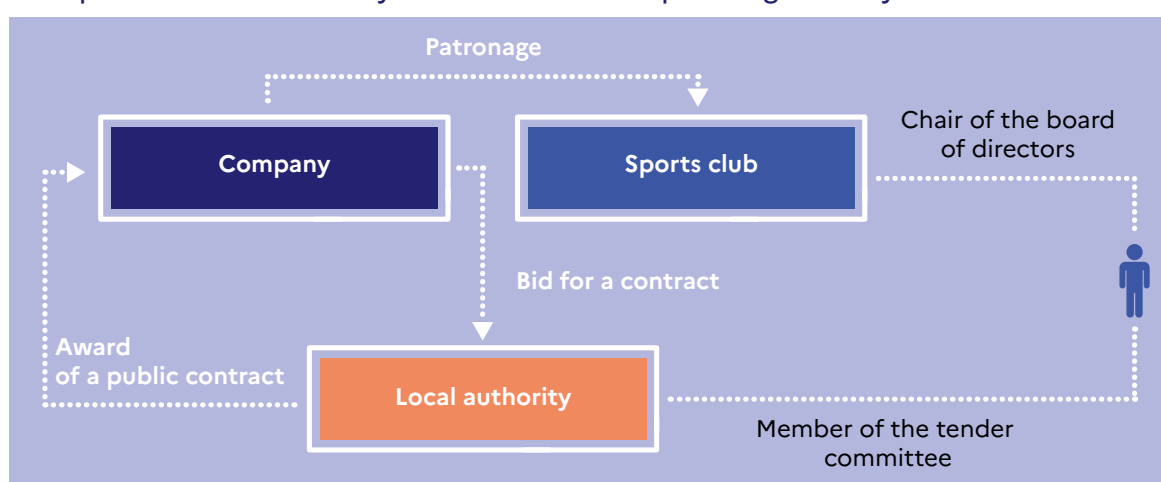 Patronage
Company
Sports club
Chair of the board
of directors
Bid for a contract
Award
of a public contract
Local authority
Member of the tender
committee